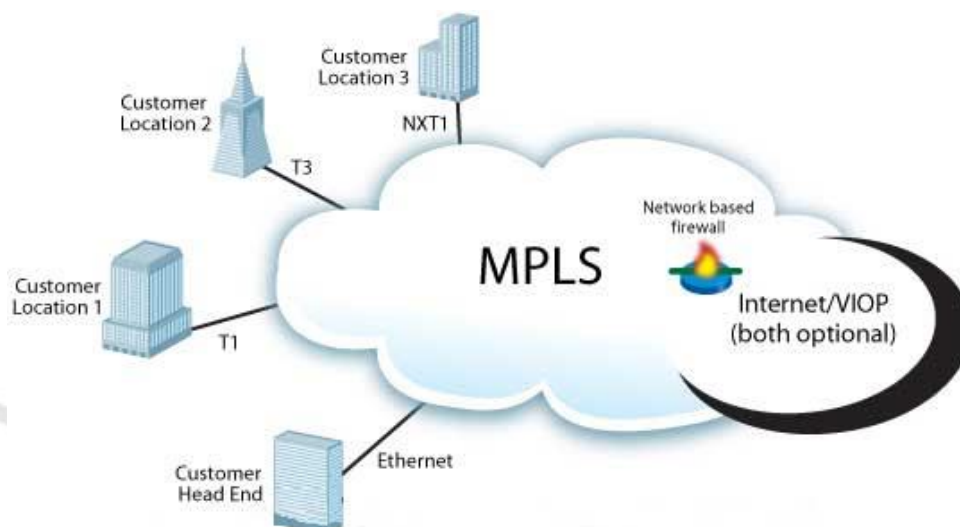 Customer
Location 3
NXT1
Customer
Location 2
T3
Network based
firewall
MPLS
Internet/VIOP
(both optional)
Customer
Location 1
T1
Ethernet
Customer
Head End